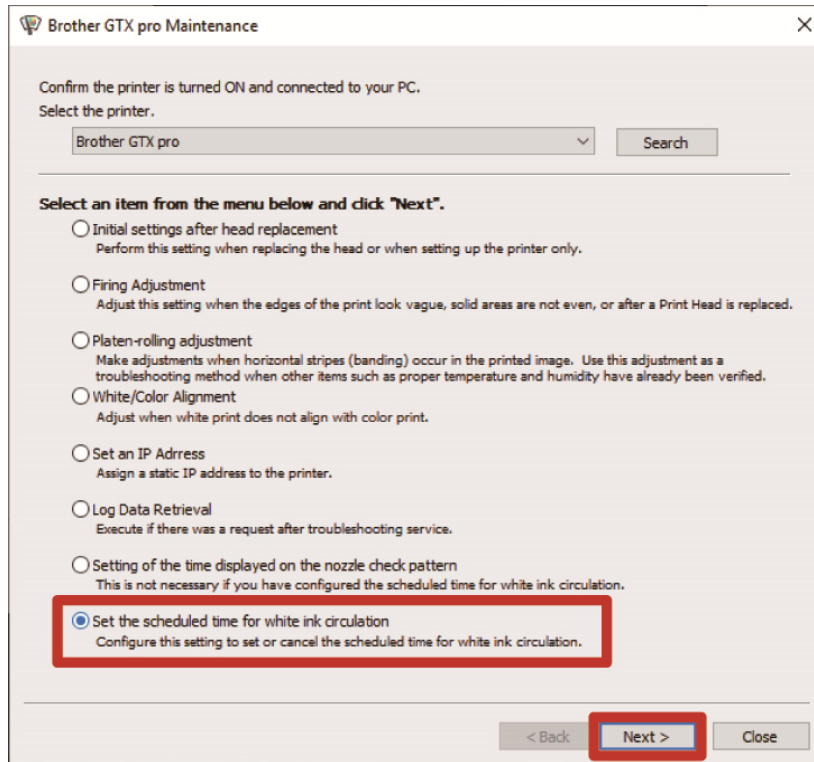 Brother GTX pro Maintenance
Confirm the printer is turned ON and connected to your PC.
Select the printer.
Brother GTX pro
Search
Select an item from the menu below and click "Next".
Initial settings after head replacement
Perform this setting when replacing the head or when setting up the printer only.
Firing Adjustment
Adjust this setting when the edges of the print look vague, solid areas are not even, or after a Print Head is replaced.
Platen-rolling adjustment
Make adjustments when horizontal stripes (banding) occur in the printed image. Use this adjustment as a
troubleshooting method when other items such as proper temperature and humidity have already been verified.
White/Color Alignment
Adjust when white print does not align with color print.
Set an IP Adrress
Assign a static IP address to the printer.
Log Data Retrieval
Execute if there was a request after troubleshooting service.
Setting of the time displayed on the nozzle check pattern
This is not necessary if you have configured the scheduled time for white ink circulation.
Set the scheduled time for white ink circulation
Configure this setting to set or cancel the scheduled time for white ink circulation.
< Back
Next >
Close